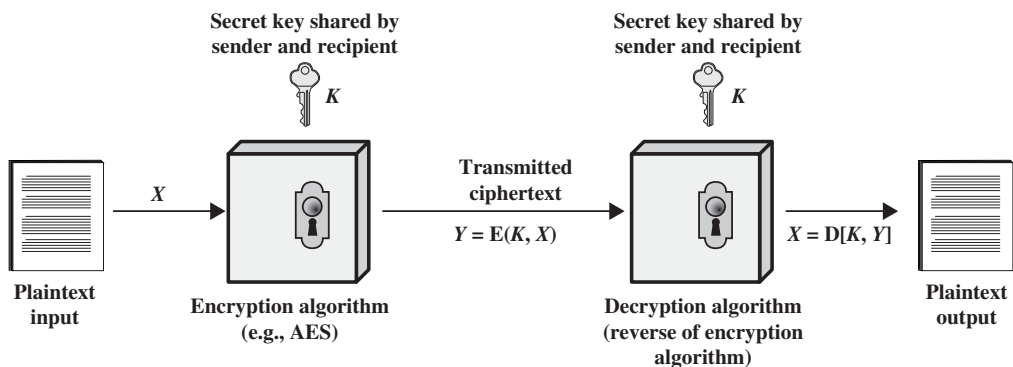 Secret key shared by
sender and recipient
K
Secret key shared by
sender and recipient
K
X
Transmitted
ciphertext
Y = E(K, X)
X = D[K, Y]
Plaintext
input
Encryption algorithm
(e.g., AES)
Decryption algorithm
(reverse of encryption
algorithm)
Plaintext
output